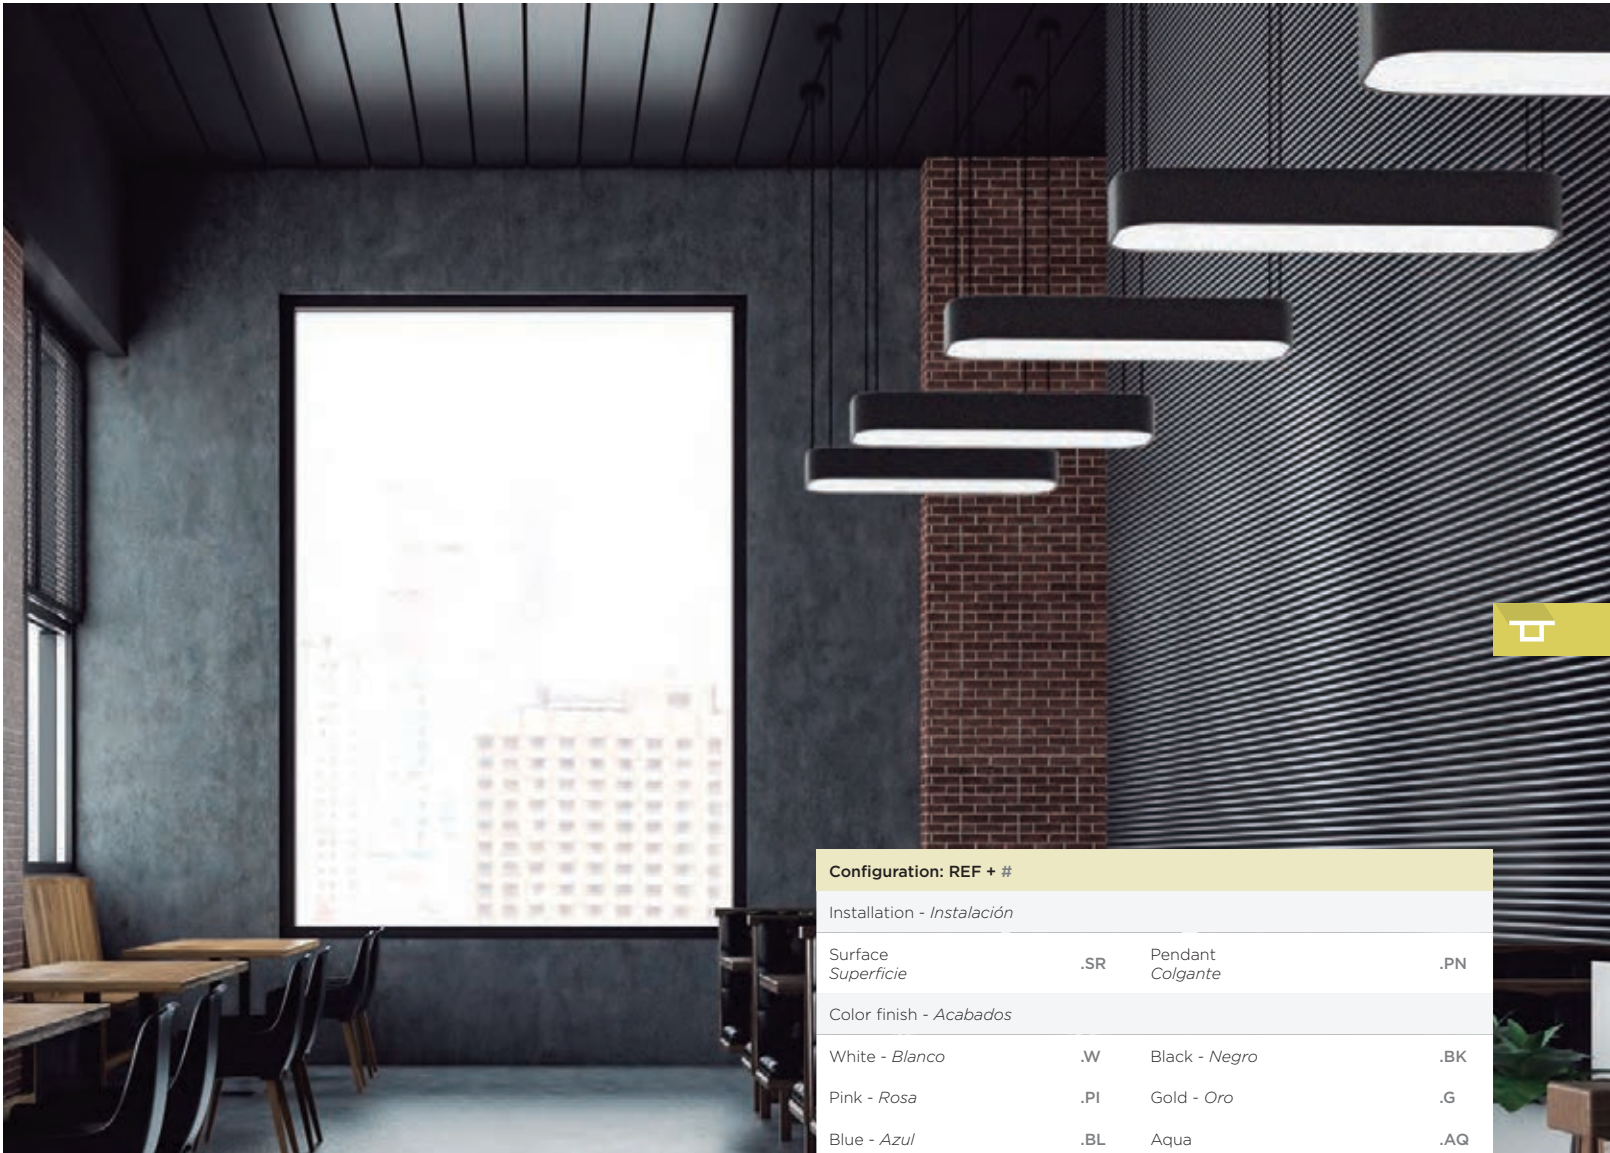 Configuration: REF + #
Installation - Instalación
Surface
Superficie
.SR
Pendant
Colgante
.PN
Color finish - Acabados
White - Blanco .W Black - Negro .BK
Pink - Rosa .PI Gold - Oro .G
Blue - Azul .BL Aqua .AQ